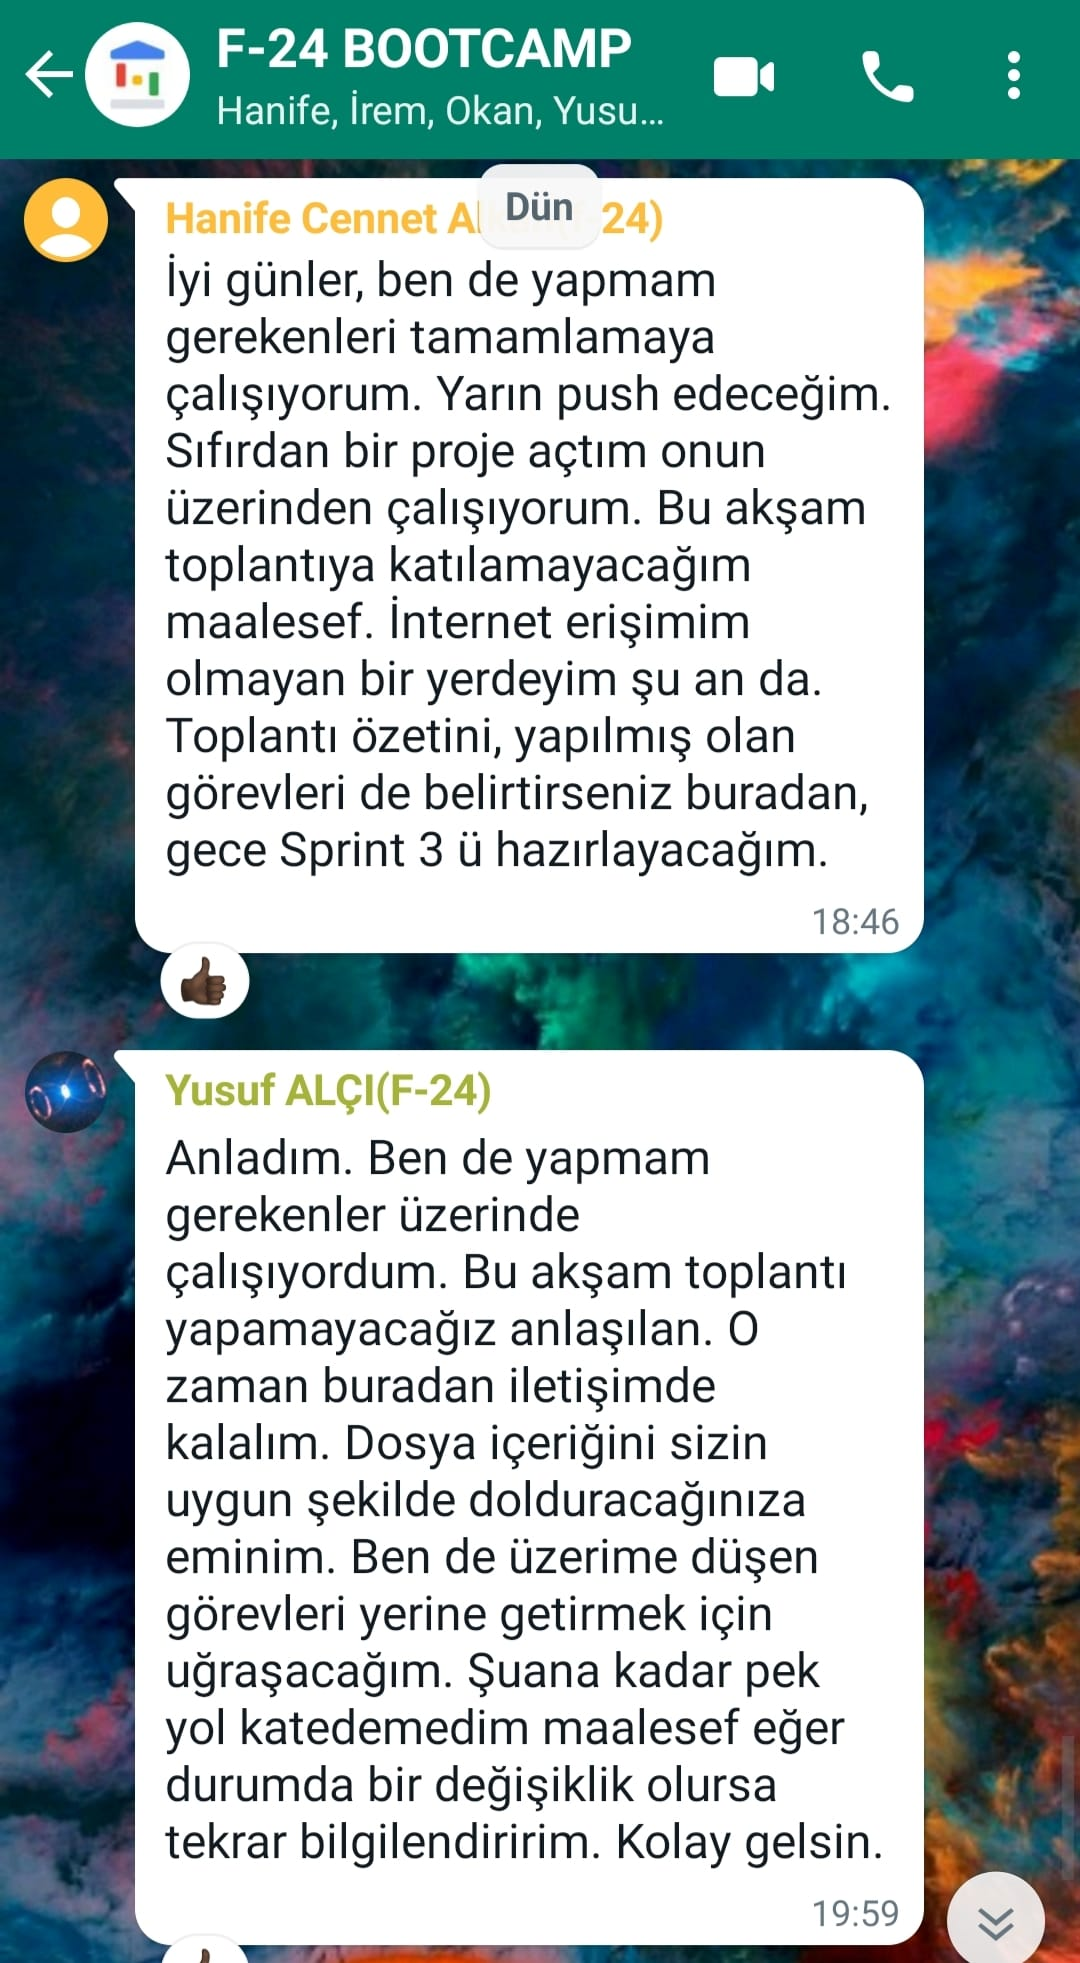 F-24 BOOTCAMP
Hanife, İrem, Okan, Yusu...
Dün
Hanife Cennet 24)
İyi günler, ben de yapmam
gerekenleri tamamlamaya
çalışıyorum. Yarın push edeceğim.
Sıfırdan bir proje açtım onun
üzerinden çalışıyorum. Bu akşam
toplantıya katılamayacağım
maalesef. İnternet erişimim
olmayan bir yerdeyim şu an da.
Toplantı özetini, yapılmış olan
görevleri de belirtirseniz buradan,
gece Sprint 3 ü hazırlayacağım.
18:46
Yusuf ALÇI(F-24)
Anladım. Ben de yapmam
gerekenler üzerinde
çalışıyordum. Bu akşam toplantı
yapamayacağız anlaşılan. O
zaman buradan iletişimde
kalalım. Dosya içeriğini sizin
uygun şekilde dolduracağınıza
eminim. Ben de üzerime düşen
görevleri yerine getirmek için
uğraşacağım. Şuana kadar pek
yol katedemedim maalesef eğer
durumda bir değişiklik olursa
tekrar bilgilendiririm. Kolay gelsin.
19:59